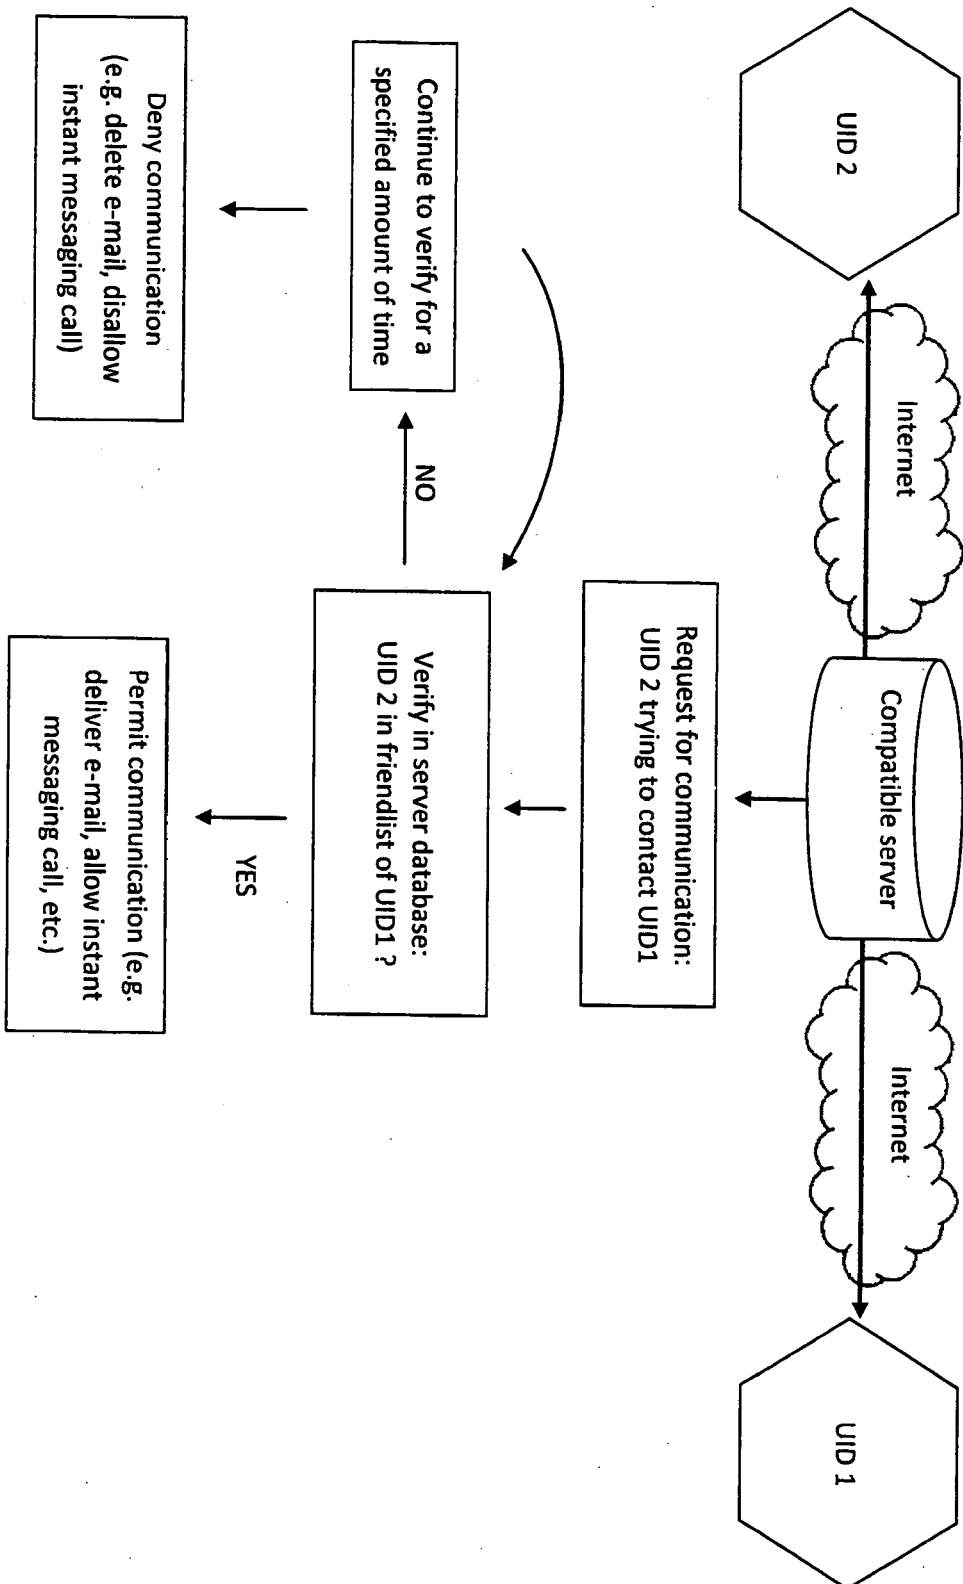 UID 2
Internet
Compatible server
Internet
UID 1
Request for communication:
UID 2 trying to contact UID1
Continue to verify for a
specified amount of time
NO
Verify in server database:
UID 2 in friendlist of UID1 ?
YES
Deny communication
(e.g. delete e-mail, disallow
instant messaging call)
Permit communication (e.g.
deliver e-mail, allow instant
messaging call, etc.)